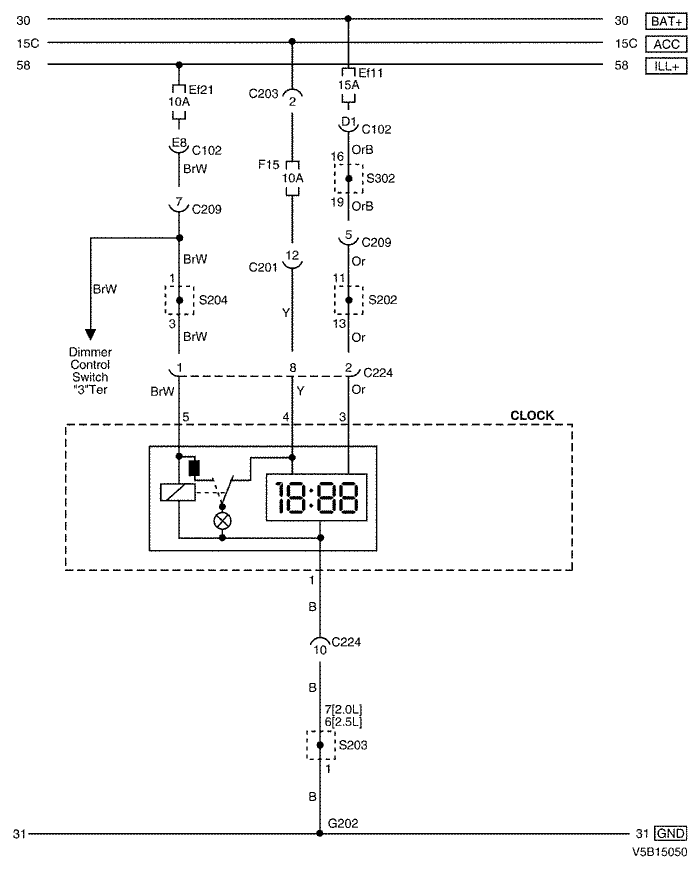 30 30 BAT+
15C 15C ACC
58 58 ILL+
Ef11
15A
Ef21
10A
C203
2
D1
C102
E8
C102
OrB
16
F15
10A
BrW
S302
19
OrB
7
C209
5
C209
12
C201
BrW
Or
1
11
BrW
S204
S202
Y
3
13
BrW
Or
Dimmer
Control
Switch
"3"Ter
1
8
2
C224
BrW
Y
Or
5
4
3
CLOCK
18:88
1
B
C224
10
B
7[2.0L}
6[2.5L}
S203
1
B
G202
31 31 GND
V5B15050